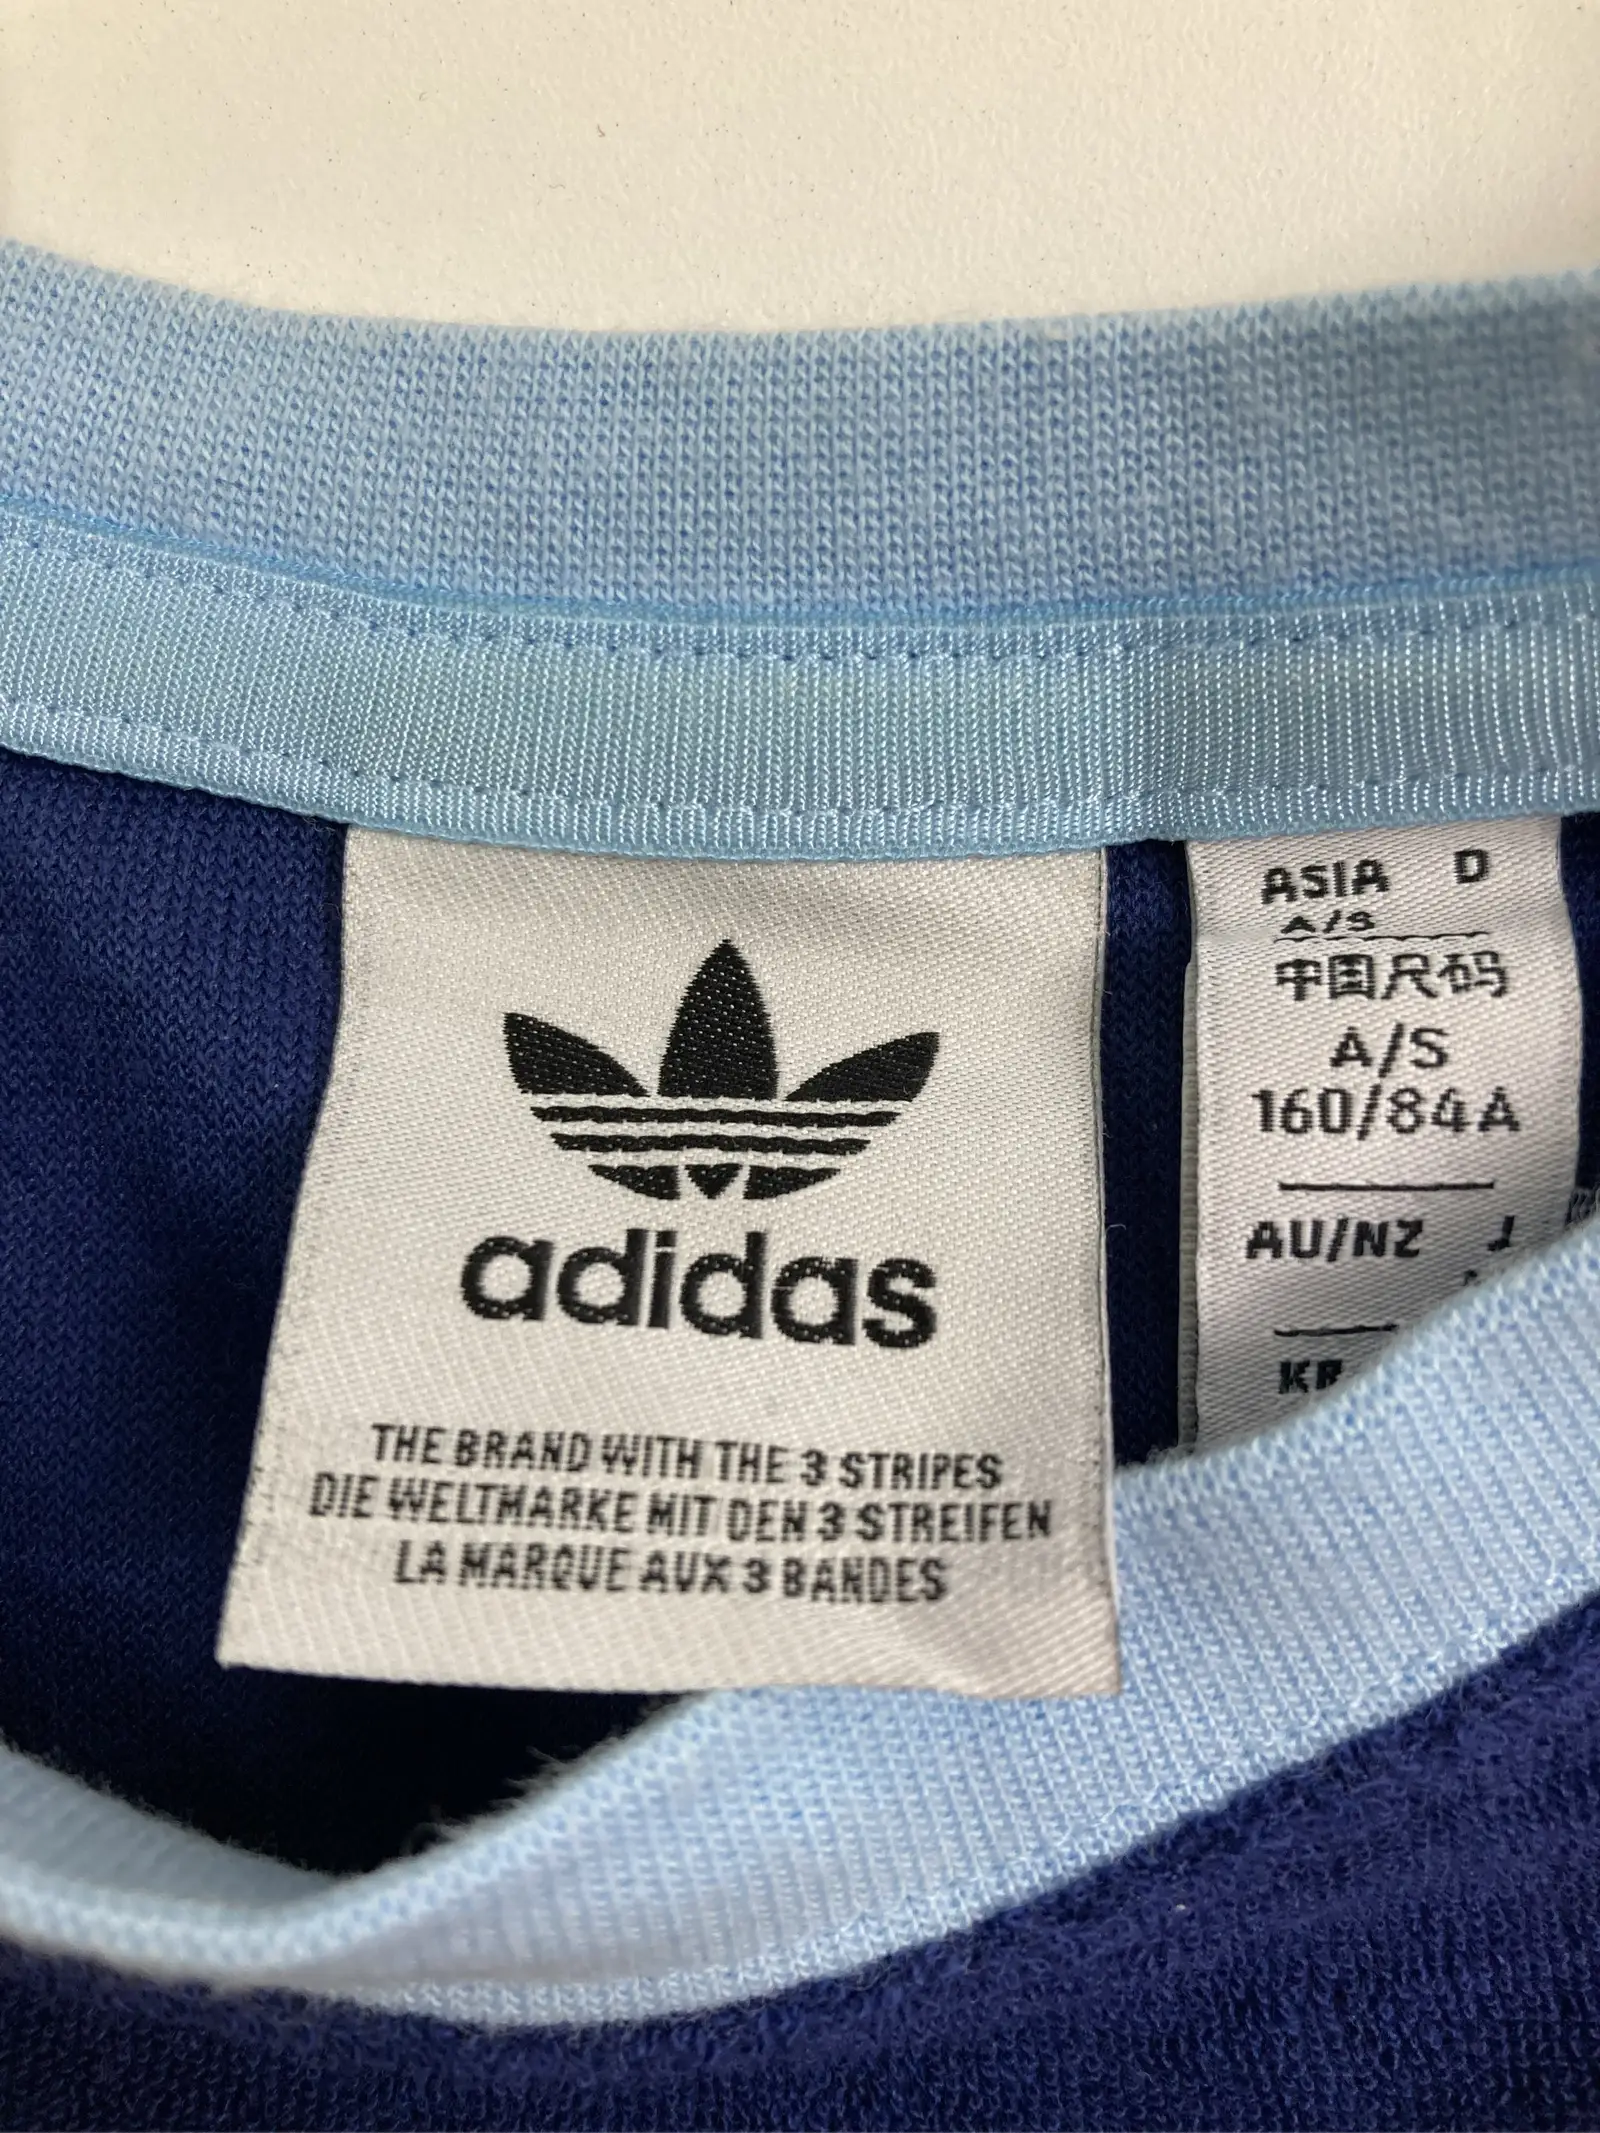 adidas
THE BRAND WITH THE 3 STRIPES
DIE WELTMARKE MIT DEN 3 STREIFEN
LA MARQUE AUX 3 BANDES
ASIA D
A/S
中国尺码
A/S
160/84A
AU/NZ J
KR